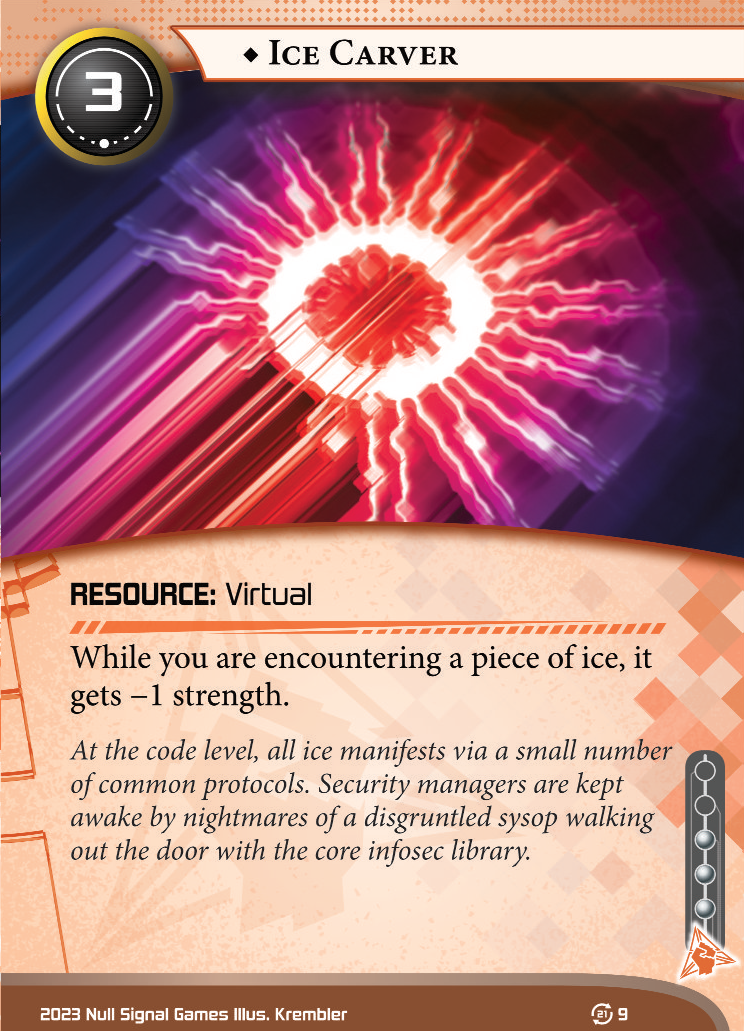 3
◆ ICE CARVER
RESOURCE: Virtual
While you are encountering a piece of ice, it
gets −1 strength.
At the code level, all ice manifests via a small number
of common protocols. Security managers are kept
awake by nightmares of a disgruntled sysop walking
out the door with the core infosec library.
2023 Null Signal Games Illus. Krembler
21 9